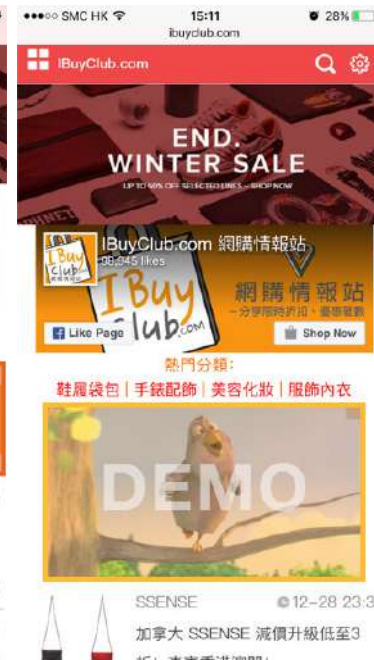 SMC HK
15:11
28%
ibuyclub.com
IBuyClub.com
END.
WINTER SALE
UP TO 50% OFF SELECTED LINES – SHOP NOW
IBuyClub.com 網購情報站
98,945 likes
IBuy
Club
IBuy
lub.com
網購情報站
Like Page
Shop Now
熱門分類:
鞋履袋包 | 手錶配飾 | 美容化妝 | 服飾內衣
DEMO
SSENSE
12-28 23:3
加拿大 SSENSE 減價升級低至3